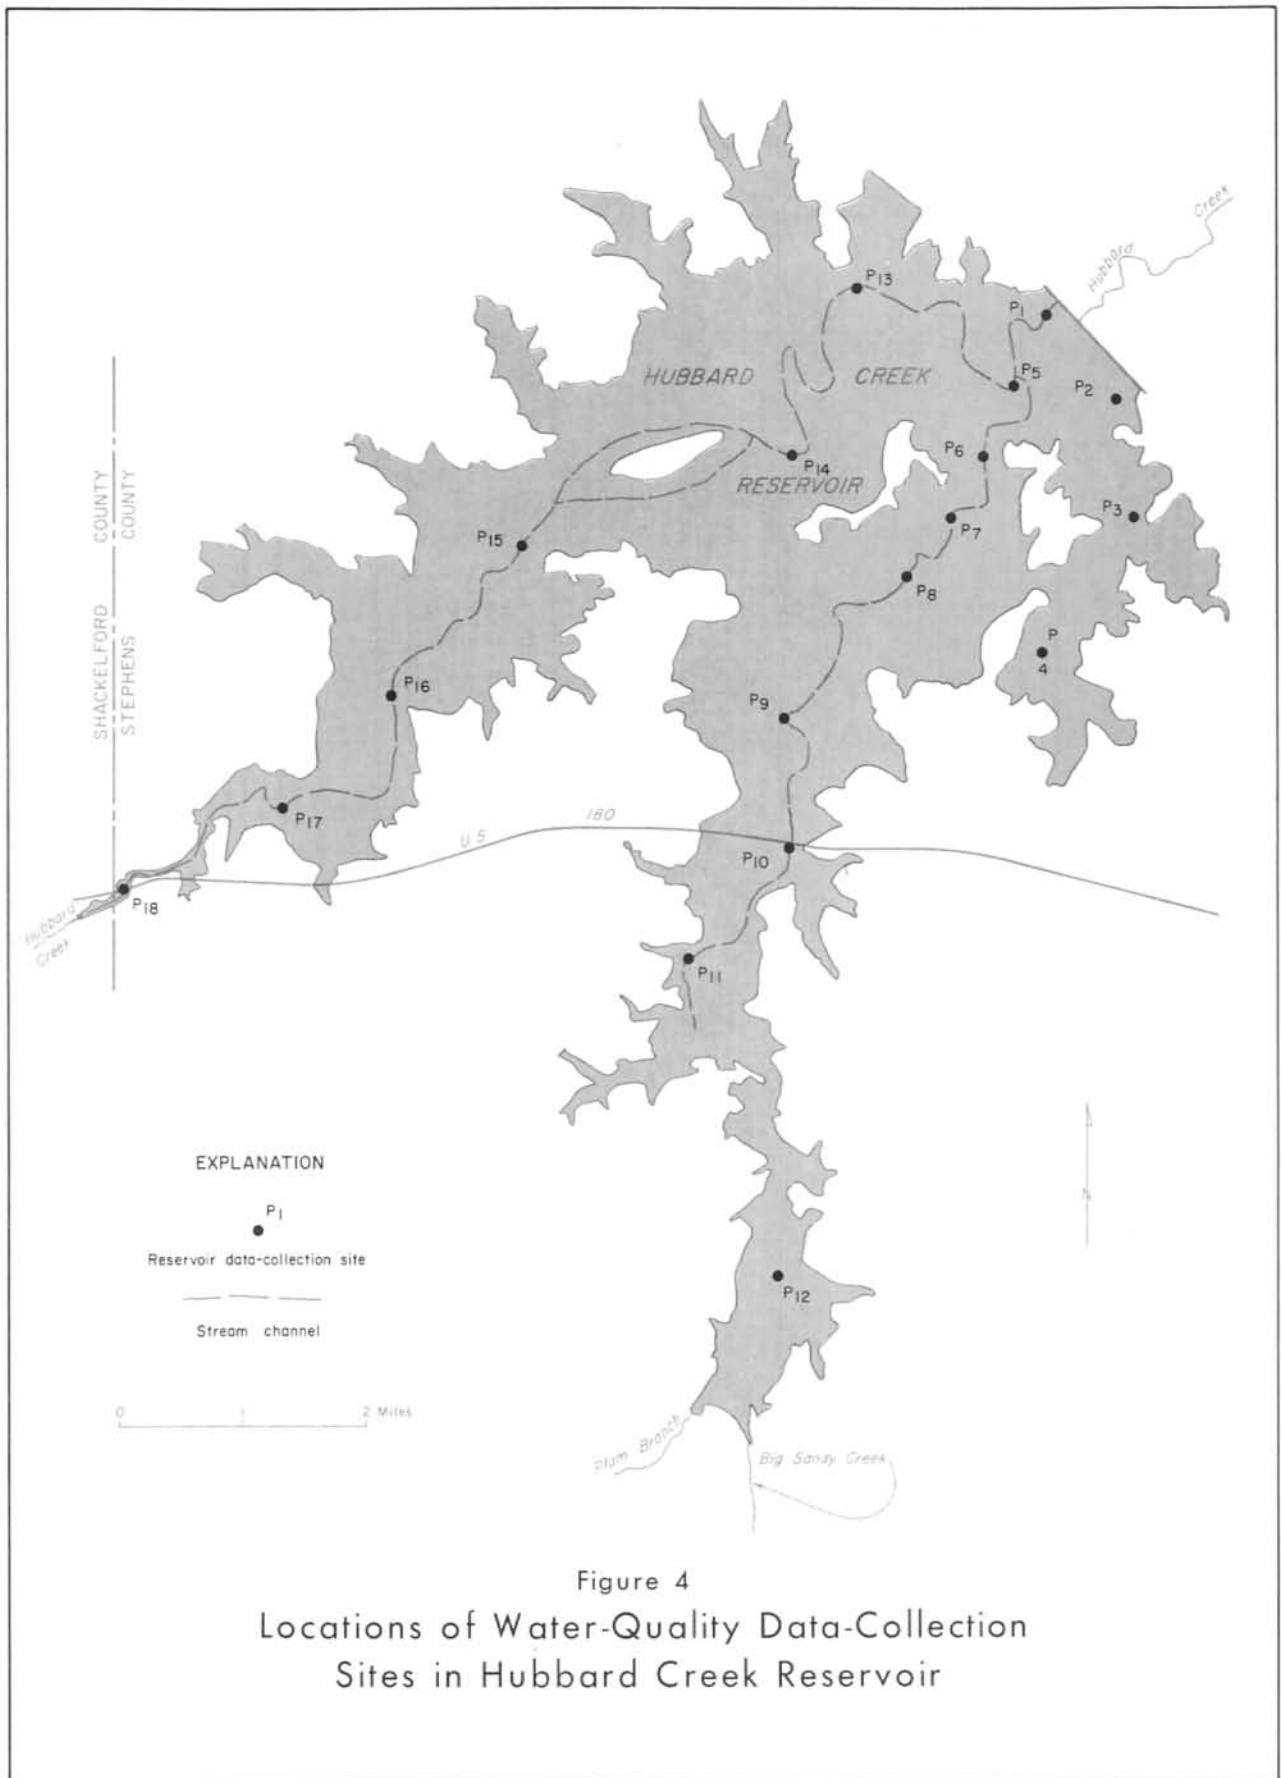 Hubbard Creek
P13
P1
HUBBARD CREEK
P5
P2
P6
P14
RESERVOIR
P3
P7
P15
P8
SHACKELFORD COUNTY
STEPHENS COUNTY
P
4
P16
P9
P17
U S 180
P10
P18
Hubbard
Creek
P11
EXPLANATION
P1
Reservoir data-collection site
Stream channel
P12
0 1 2 Miles
Plum Branch
Big Sandy Creek
Figure 4
Locations of Water-Quality Data-Collection
Sites in Hubbard Creek Reservoir